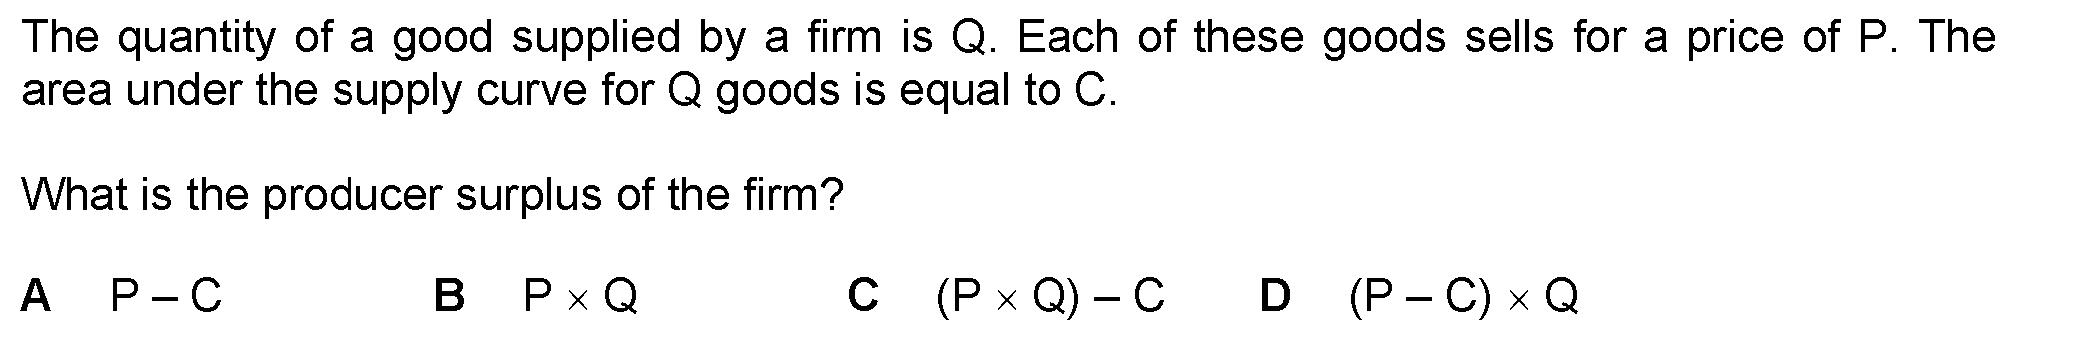 The quantity of a good supplied by a firm is Q. Each of these goods sells for a price of P. The
area under the supply curve for Q goods is equal to C.
What is the producer surplus of the firm?
A P – C B P × Q C (P × Q) – C D (P – C) × Q